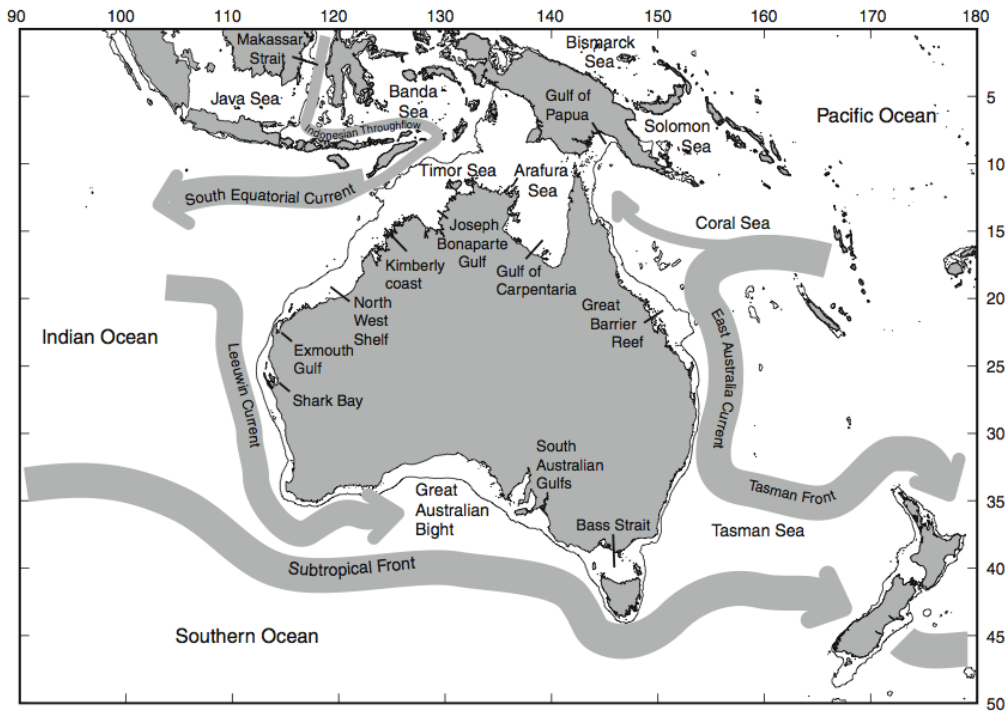 90
100
110
120
130
140
150
160
170
180
Makassar
Strait
Bismarck
Sea
Java Sea
Banda
Sea
Gulf of
Papua
5
Pacific Ocean
Indonesian Throughflow
Solomon
Sea
10
Timor Sea
Arafura
Sea
South Equatorial Current
Coral Sea
Joseph
Bonaparte
Gulf
15
Kimberly
coast
Gulf of
Carpentaria
North
West
Shelf
Great
Barrier
Reef
20
Indian Ocean
Exmouth
Gulf
East Australia Current
25
Shark Bay
Leeuwin Current
30
South
Australian
Gulfs
Great
Australian
Bight
Tasman Front
35
Bass Strait
Tasman Sea
Subtropical Front
40
Southern Ocean
45
50